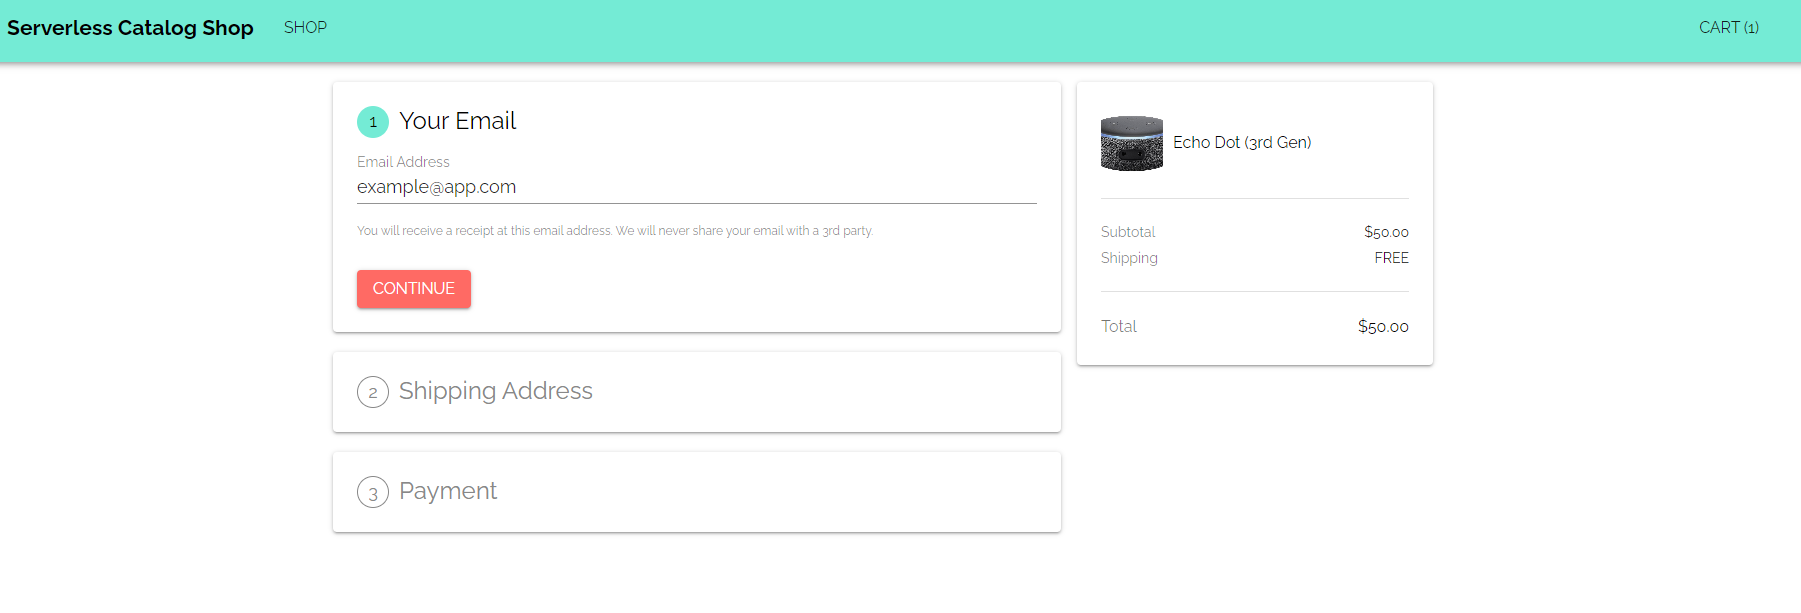 Serverless Catalog Shop SHOP CART (1)
1 Your Email
Email Address
example@app.com
You will receive a receipt at this email address. We will never share your email with a 3rd party.
CONTINUE
2 Shipping Address
3 Payment
Echo Dot (3rd Gen)
Subtotal $50.00
Shipping FREE
Total $50.00